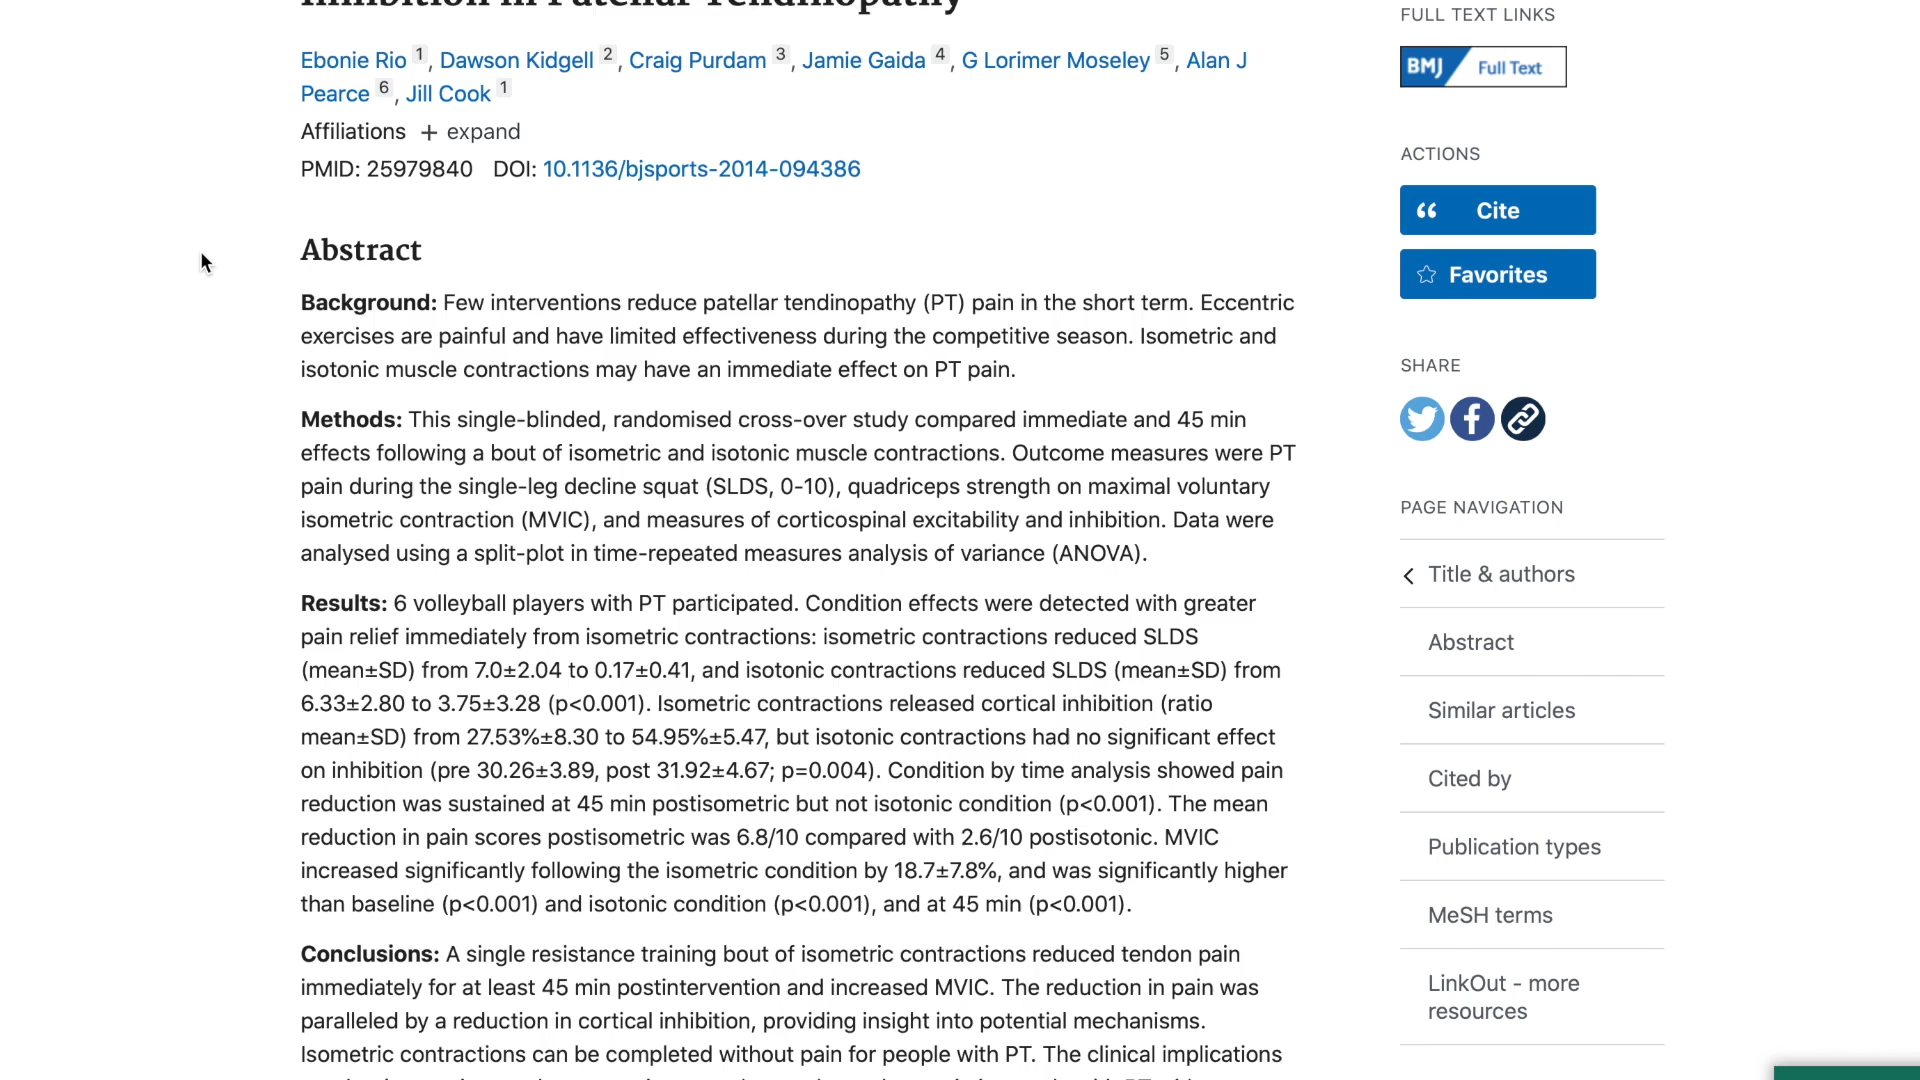 Inhibition in Patellar Tendinopathy
Ebonie Rio 1, Dawson Kidgell 2, Craig Purdam 3, Jamie Gaida 4, G Lorimer Moseley 5, Alan J
Pearce 6, Jill Cook 1
Affiliations + expand
PMID: 25979840 DOI: 10.1136/bjsports-2014-094386
Abstract
Background: Few interventions reduce patellar tendinopathy (PT) pain in the short term. Eccentric
exercises are painful and have limited effectiveness during the competitive season. Isometric and
isotonic muscle contractions may have an immediate effect on PT pain.
Methods: This single-blinded, randomised cross-over study compared immediate and 45 min
effects following a bout of isometric and isotonic muscle contractions. Outcome measures were PT
pain during the single-leg decline squat (SLDS, 0-10), quadriceps strength on maximal voluntary
isometric contraction (MVIC), and measures of corticospinal excitability and inhibition. Data were
analysed using a split-plot in time-repeated measures analysis of variance (ANOVA).
Results: 6 volleyball players with PT participated. Condition effects were detected with greater
pain relief immediately from isometric contractions: isometric contractions reduced SLDS
(mean±SD) from 7.0±2.04 to 0.17±0.41, and isotonic contractions reduced SLDS (mean±SD) from
6.33±2.80 to 3.75±3.28 (p<0.001). Isometric contractions released cortical inhibition (ratio
mean±SD) from 27.53%±8.30 to 54.95%±5.47, but isotonic contractions had no significant effect
on inhibition (pre 30.26±3.89, post 31.92±4.67; p=0.004). Condition by time analysis showed pain
reduction was sustained at 45 min postisometric but not isotonic condition (p<0.001). The mean
reduction in pain scores postisometric was 6.8/10 compared with 2.6/10 postisotonic. MVIC
increased significantly following the isometric condition by 18.7±7.8%, and was significantly higher
than baseline (p<0.001) and isotonic condition (p<0.001), and at 45 min (p<0.001).
Conclusions: A single resistance training bout of isometric contractions reduced tendon pain
immediately for at least 45 min postintervention and increased MVIC. The reduction in pain was
paralleled by a reduction in cortical inhibition, providing insight into potential mechanisms.
Isometric contractions can be completed without pain for people with PT. The clinical implications
FULL TEXT LINKS
BMJ Full Text
ACTIONS
Cite
Favorites
SHARE
PAGE NAVIGATION
Title & authors
Abstract
Similar articles
Cited by
Publication types
MeSH terms
LinkOut - more
resources